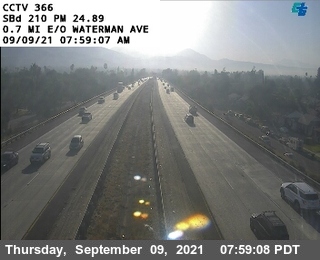 CCTV 366
SBd 210 PM 24.89
0.7 MI E/O WATERMAN AVE
09/09/21 07:59:07 AM
Thursday, September 09, 2021 07:59:08 PDT